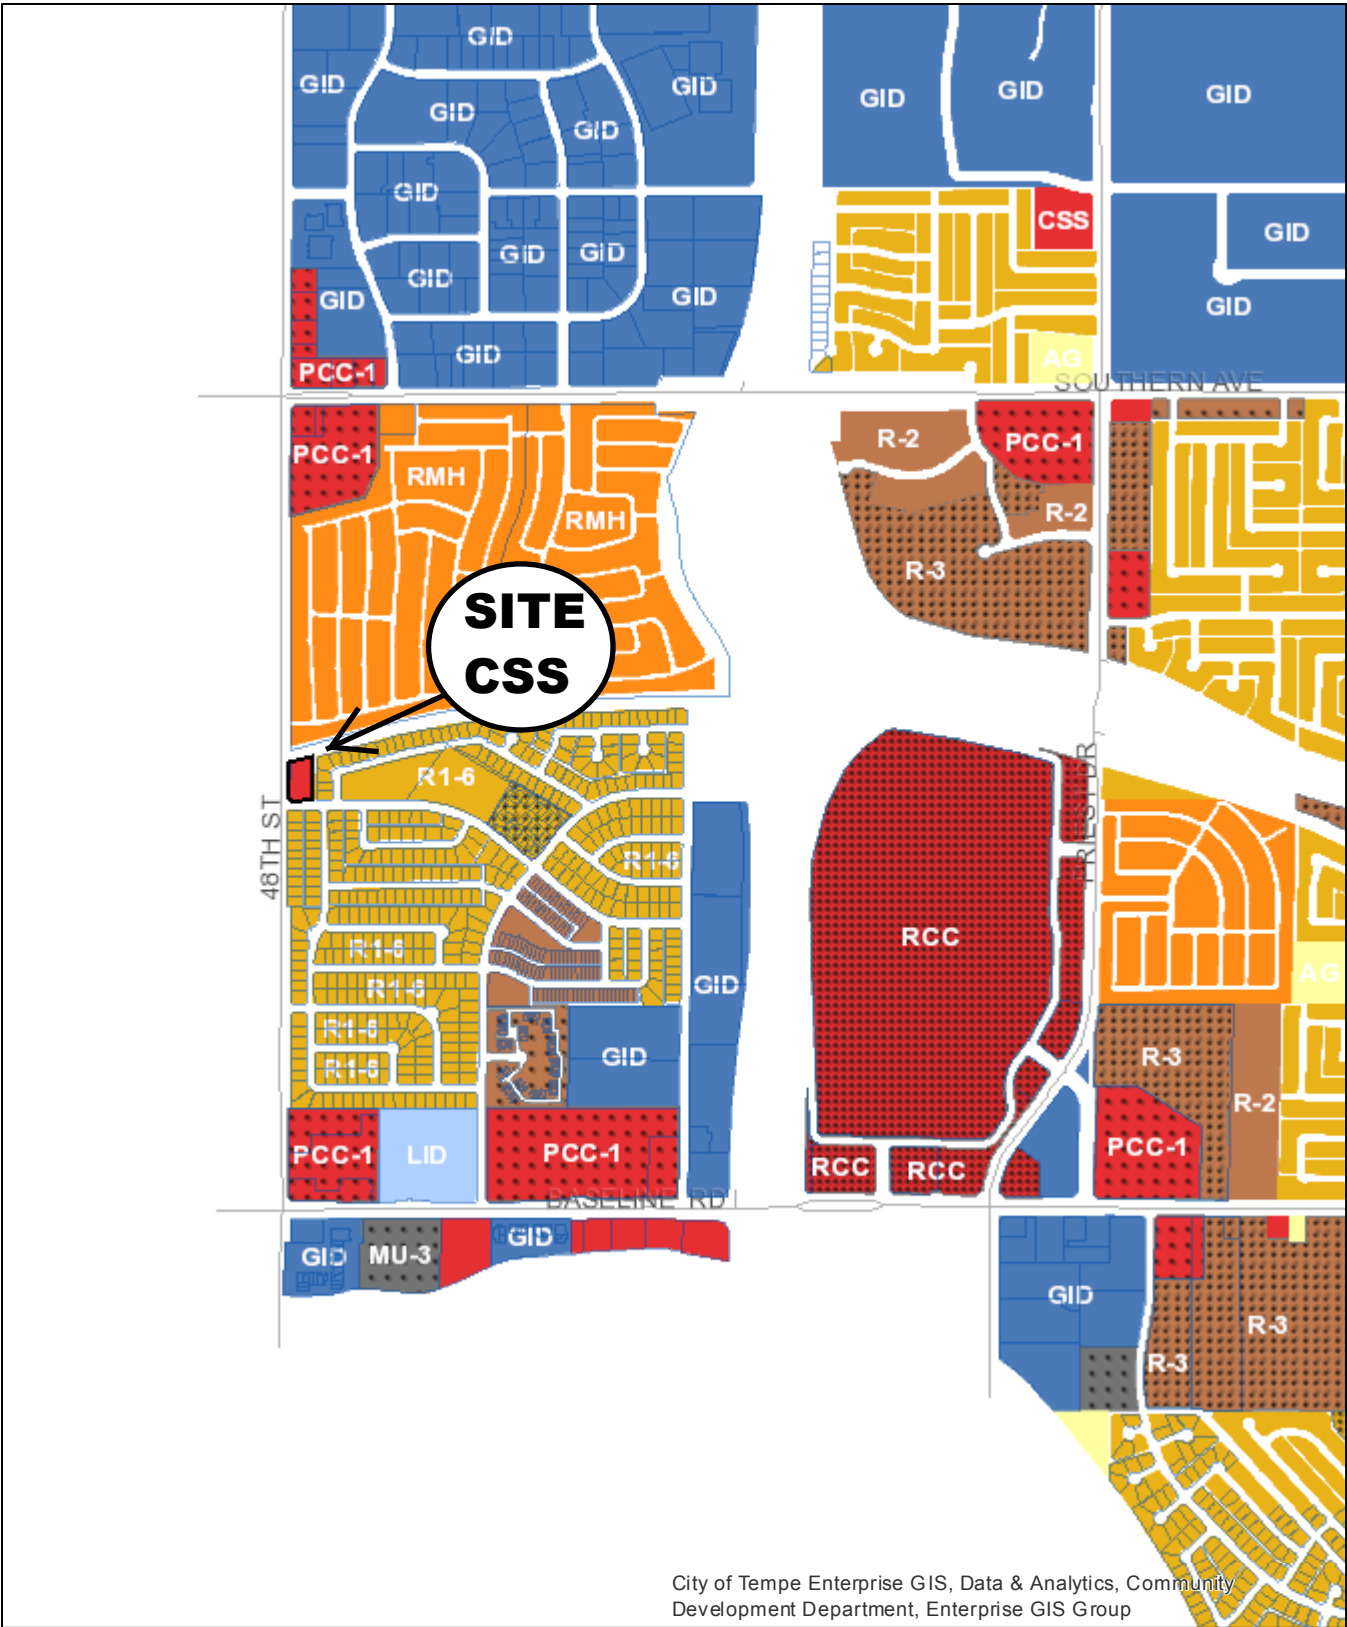 GID
GID
GID
GID
GID
GID
GID
GID
GID
GID
GID
CSS
GID
GID
GID
GID
GID
GID
GID
GID
AG
PCC-1
SOUTHERN AVE
PCC-1
RMH
RMH
R-2
PCC-1
R-2
R-3
SITE
CSS
R1-6
48TH ST
PRIEST DR
R1-6
RCC
R1-6
R1-6
GID
AG
R1-6
R1-6
GID
R-3
R-2
PCC-1
LID
PCC-1
RCC
RCC
PCC-1
BASELINE RD
GID
MU-3
GID
GID
R-3
R-3
City of Tempe Enterprise GIS, Data & Analytics, Community
Development Department, Enterprise GIS Group